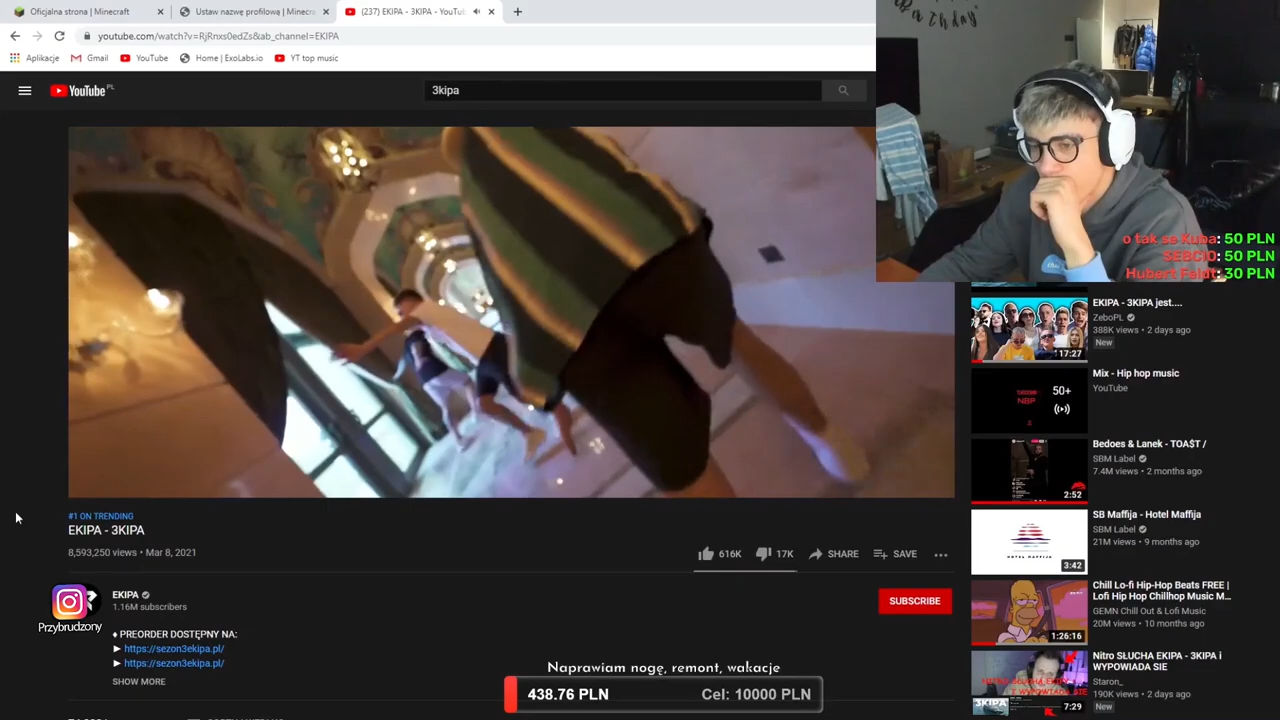 Oficjalna strona | Minecraft
Ustaw nazwę profilową | Minecra
(237) EKIPA - 3KIPA - YouTu
youtube.com/watch?v=RjRnxs0edZs&ab_channel=EKIPA
Aplikacje
Gmail
YouTube
Home | ExoLabs.io
YT top music
YouTube PL
3kipa
o tak se Kuba: 50 PLN
SEBCIO: 50 PLN
Hubert Feldt: 30 PLN
#1 ON TRENDING
EKIPA - 3KIPA
8,593,250 views • Mar 8, 2021
616K
17K
SHARE
SAVE
EKIPA
1.16M subscribers
SUBSCRIBE
Przybrudzony
♦ PREORDER DOSTĘPNY NA:
► https://sezon3ekipa.pl/
► https://sezon3ekipa.pl/
SHOW MORE
Naprawiam nogę, remont, wakacje
438.76 PLN
Cel: 10000 PLN
EKIPA - 3KIPA jest....
ZeboPL
388K views • 2 days ago
New
17:27
Mix - Hip hop music
YouTube
50+
NBP
Bedoes & Lanek - TOA$T /
SBM Label
7.4M views • 2 months ago
2:52
SB Maffija - Hotel Maffija
SBM Label
21M views • 9 months ago
HOTEL MAFFIJA
3:42
Chill Lo-fi Hip-Hop Beats FREE |
Lofi Hip Hop Chillhop Music M...
GEMN Chill Out & Lofi Music
20M views • 10 months ago
1:26:16
Nitro SŁUCHA EKIPA - 3KIPA i
WYPOWIADA SIE
Staron_
190K views • 2 days ago
New
3KIPA
7:29